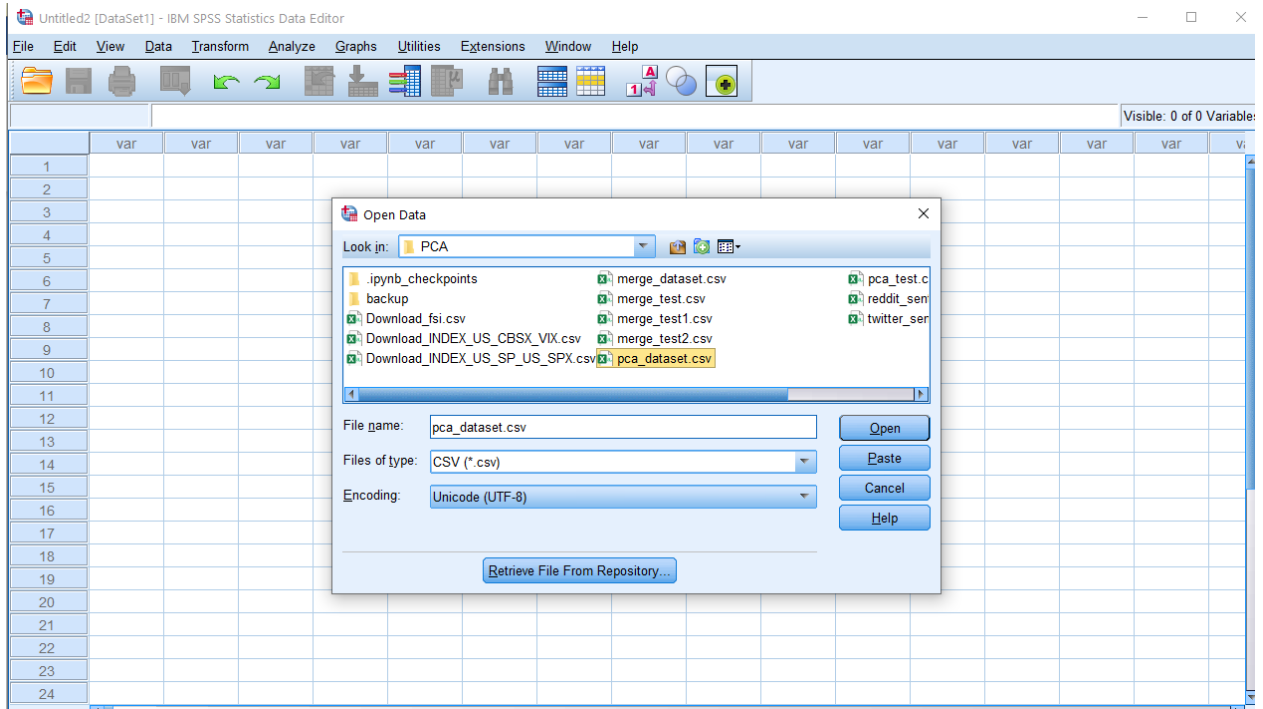 Untitled2 [DataSet1] - IBM SPSS Statistics Data Editor
File Edit View Data Transform Analyze Graphs Utilities Extensions Window Help
Visible: 0 of 0 Variables
var var var var var var var var var var var var var var var
1
2
3
4
5
6
7
8
9
10
11
12
13
14
15
16
17
18
19
20
21
22
23
24
Open Data
Look in: PCA
.ipynb_checkpoints merge_dataset.csv pca_test.c
backup merge_test.csv reddit_sen
Download_fsi.csv merge_test1.csv twitter_sen
Download_INDEX_US_CBSX_VIX.csv merge_test2.csv
Download_INDEX_US_SP_US_SPX.csv pca_dataset.csv
File name: pca_dataset.csv Open
Files of type: CSV (*.csv) Paste
Encoding: Unicode (UTF-8) Cancel
Help
Retrieve File From Repository...